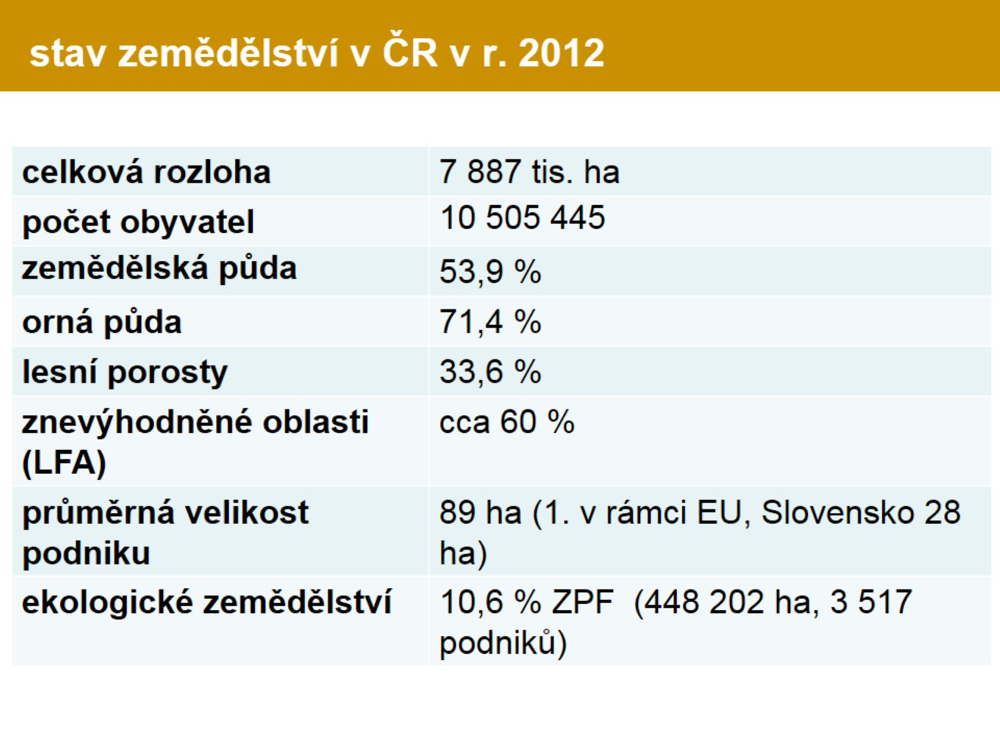 stav zemědělství v ČR v r. 2012
celková rozloha
7 887 tis. ha
počet obyvatel
10 505 445
zemědělská půda
53,9 %
orná půda
71,4 %
lesní porosty
33,6 %
znevýhodněné oblasti
(LFA)
cca 60 %
průměrná velikost
podniku
89 ha (1. v rámci EU, Slovensko 28
ha)
ekologické zemědělství
10,6 % ZPF  (448 202 ha, 3 517
podniků)